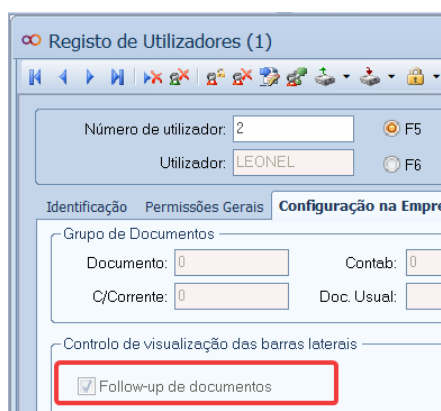 Registo de Utilizadores (1)
Número de utilizador: 2 F5
Utilizador: LEONEL F6
Identificação Permissões Gerais Configuração na Empre
Grupo de Documentos
Documento: 0 Contab: 0
C/Corrente: 0 Doc. Usual:
Controlo de visualização das barras laterais
Follow-up de documentos